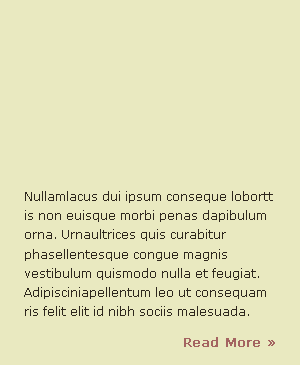 Nullamlacus dui ipsum conseque lobortt
is non euisque morbi penas dapibulum
orna. Urnaultrices quis curabitur
phasellentesque congue magnis
vestibulum quismodo nulla et feugiat.
Adipisciniapellentum leo ut consequam
ris felit elit id nibh sociis malesuada.
Read More »